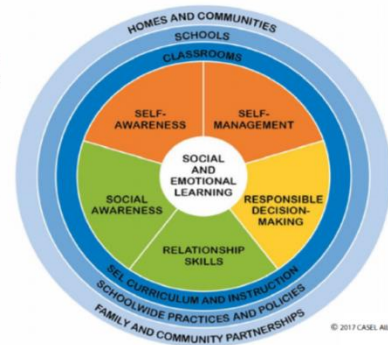 HOMES AND COMMUNITIES
SCHOOLS
CLASSROOMS
SELF-
AWARENESS
SELF-
MANAGEMENT
SOCIAL
AND
EMOTIONAL
LEARNING
SOCIAL
AWARENESS
RESPONSIBLE
DECISION-
MAKING
RELATIONSHIP
SKILLS
SEL CURRICULUM AND INSTRUCTION
SCHOOLWIDE PRACTICES AND POLICIES
FAMILY AND COMMUNITY PARTNERSHIPS
© 2017 CASEL